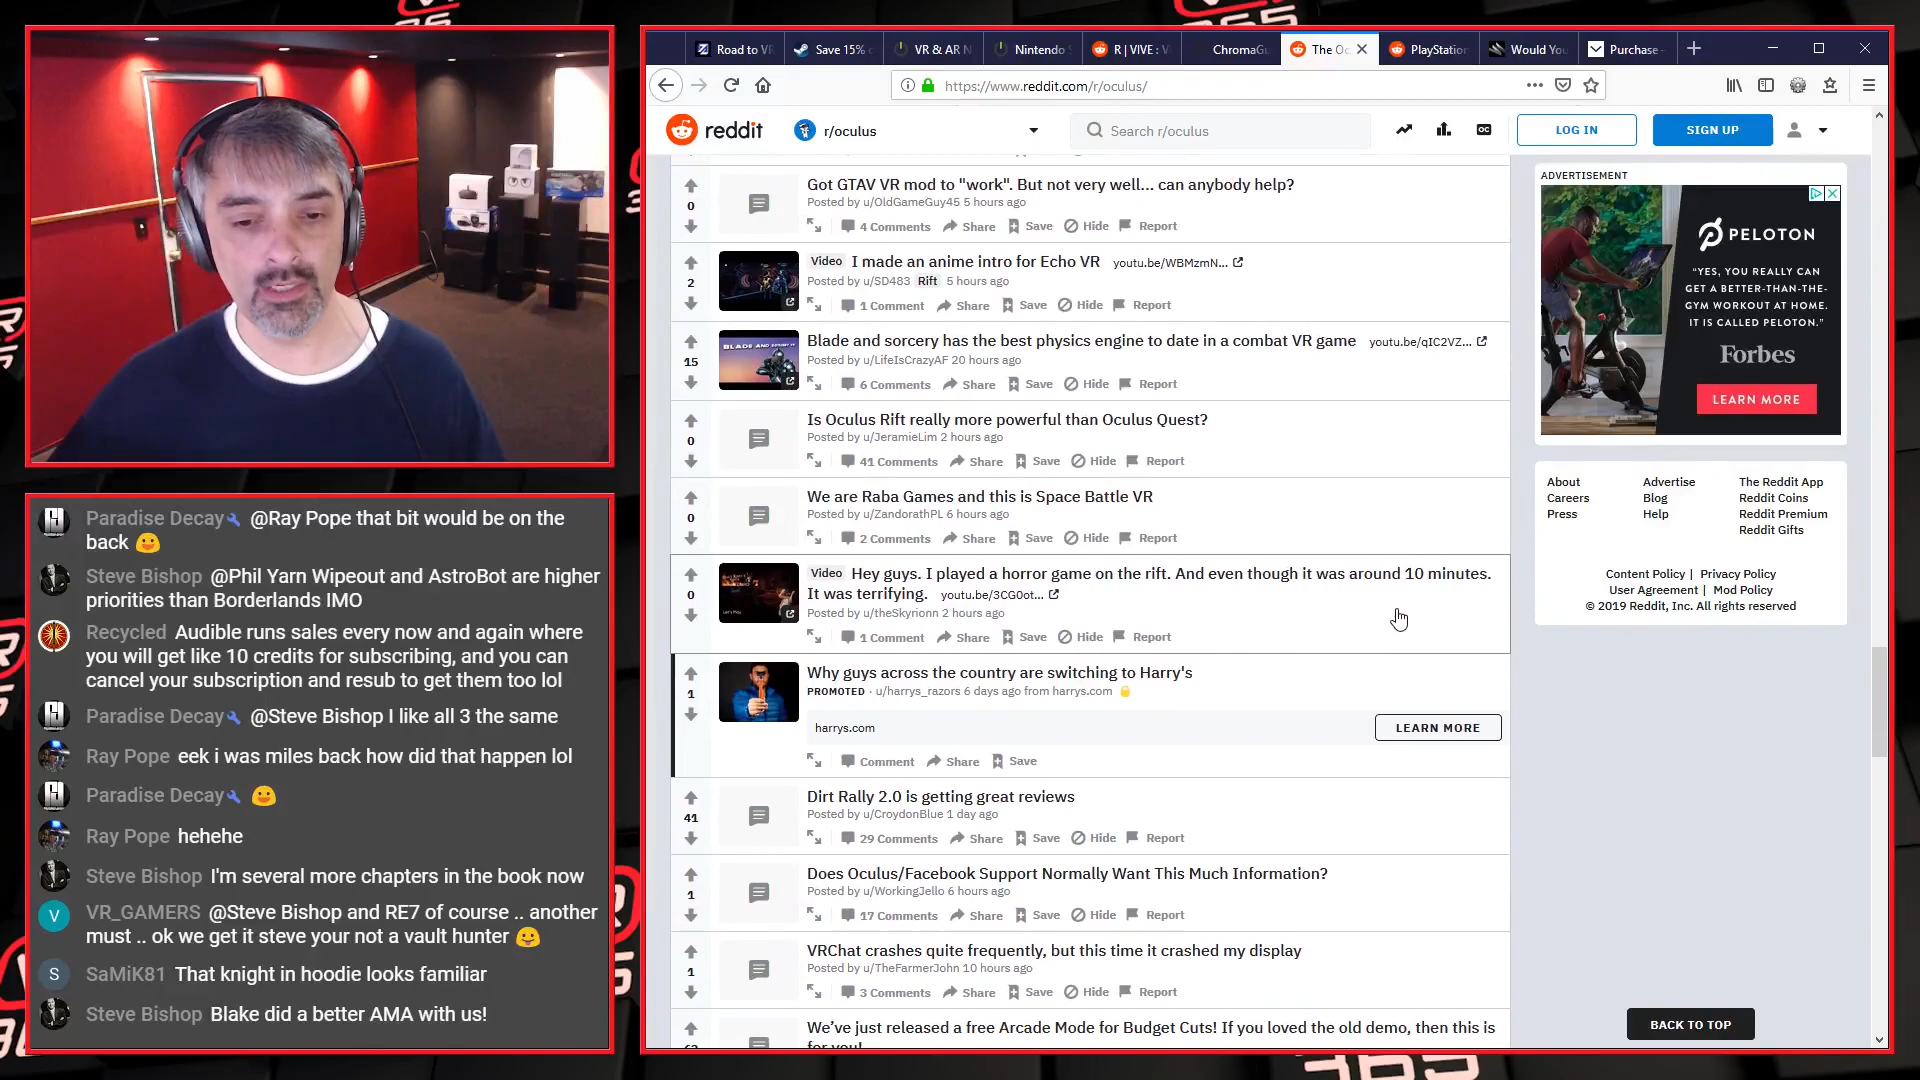 Road to VR
Save 15%
VR & AR N
Nintendo S
R | VIVE : V
ChromaGu
The Oc
PlayStation
Would You
Purchase -
https://www.reddit.com/r/oculus/
reddit
r/oculus
Search r/oculus
LOG IN
SIGN UP
Got GTAV VR mod to "work". But not very well... can anybody help?
Posted by u/OldGameGuy45 5 hours ago
0
4 Comments Share Save Hide Report
Video I made an anime intro for Echo VR youtu.be/WBMzmN...
Posted by u/SD483 Rift 5 hours ago
2
1 Comment Share Save Hide Report
BLADE AND SORCERY VR
Blade and sorcery has the best physics engine to date in a combat VR game youtu.be/qIC2VZ...
Posted by u/LifeIsCrazyAF 20 hours ago
15
6 Comments Share Save Hide Report
Is Oculus Rift really more powerful than Oculus Quest?
Posted by u/JeramieLim 2 hours ago
0
41 Comments Share Save Hide Report
We are Raba Games and this is Space Battle VR
Posted by u/ZandorathPL 6 hours ago
0
2 Comments Share Save Hide Report
Video Hey guys. I played a horror game on the rift. And even though it was around 10 minutes.
It was terrifying. youtu.be/3CG0ot...
Posted by u/theSkyrionn 2 hours ago
0
1 Comment Share Save Hide Report
Why guys across the country are switching to Harry's
PROMOTED · u/harrys_razors 6 days ago from harrys.com
1
harrys.com
LEARN MORE
Comment Share Save
Dirt Rally 2.0 is getting great reviews
Posted by u/CroydonBlue 1 day ago
41
29 Comments Share Save Hide Report
Does Oculus/Facebook Support Normally Want This Much Information?
Posted by u/WorkingJello 6 hours ago
1
17 Comments Share Save Hide Report
VRChat crashes quite frequently, but this time it crashed my display
Posted by u/TheFarmerJohn 10 hours ago
1
3 Comments Share Save Hide Report
We've just released a free Arcade Mode for Budget Cuts! If you loved the old demo, then this is
for you!
ADVERTISEMENT
PELOTON
"YES, YOU REALLY CAN
GET A BETTER-THAN-THE-
GYM WORKOUT AT HOME.
IT IS CALLED PELOTON."
Forbes
LEARN MORE
About Advertise The Reddit App
Careers Blog Reddit Coins
Press Help Reddit Premium
Reddit Gifts
Content Policy | Privacy Policy
User Agreement | Mod Policy
© 2019 Reddit, Inc. All rights reserved
BACK TO TOP
Paradise Decay @Ray Pope that bit would be on the
back
Steve Bishop @Phil Yarn Wipeout and AstroBot are higher
priorities than Borderlands IMO
Recycled Audible runs sales every now and again where
you will get like 10 credits for subscribing, and you can
cancel your subscription and resub to get them too lol
Paradise Decay @Steve Bishop I like all 3 the same
Ray Pope eek i was miles back how did that happen lol
Paradise Decay
Ray Pope hehehe
Steve Bishop I'm several more chapters in the book now
V VR_GAMERS @Steve Bishop and RE7 of course .. another
must .. ok we get it steve your not a vault hunter
S SaMiK81 That knight in hoodie looks familiar
Steve Bishop Blake did a better AMA with us!